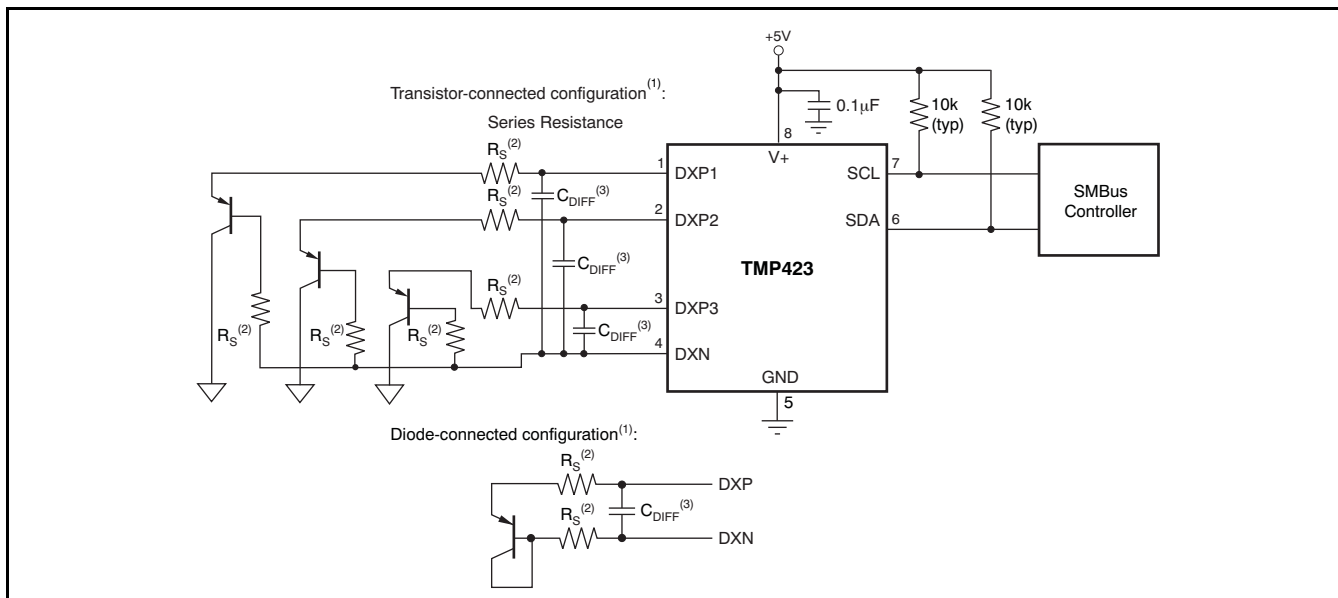 +5V
Transistor-connected configuration(1):
0.1μF
10k
(typ)
10k
(typ)
Series Resistance
8
RS(2)
V+
1
DXP1
SCL
7
CDIFF(3)
RS(2)
2
DXP2
SDA
6
SMBus
Controller
CDIFF(3)
TMP423
RS(2)
3
DXP3
RS(2)
RS(2)
RS(2)
CDIFF(3)
4
DXN
GND
5
Diode-connected configuration(1):
RS(2)
DXP
CDIFF(3)
RS(2)
DXN